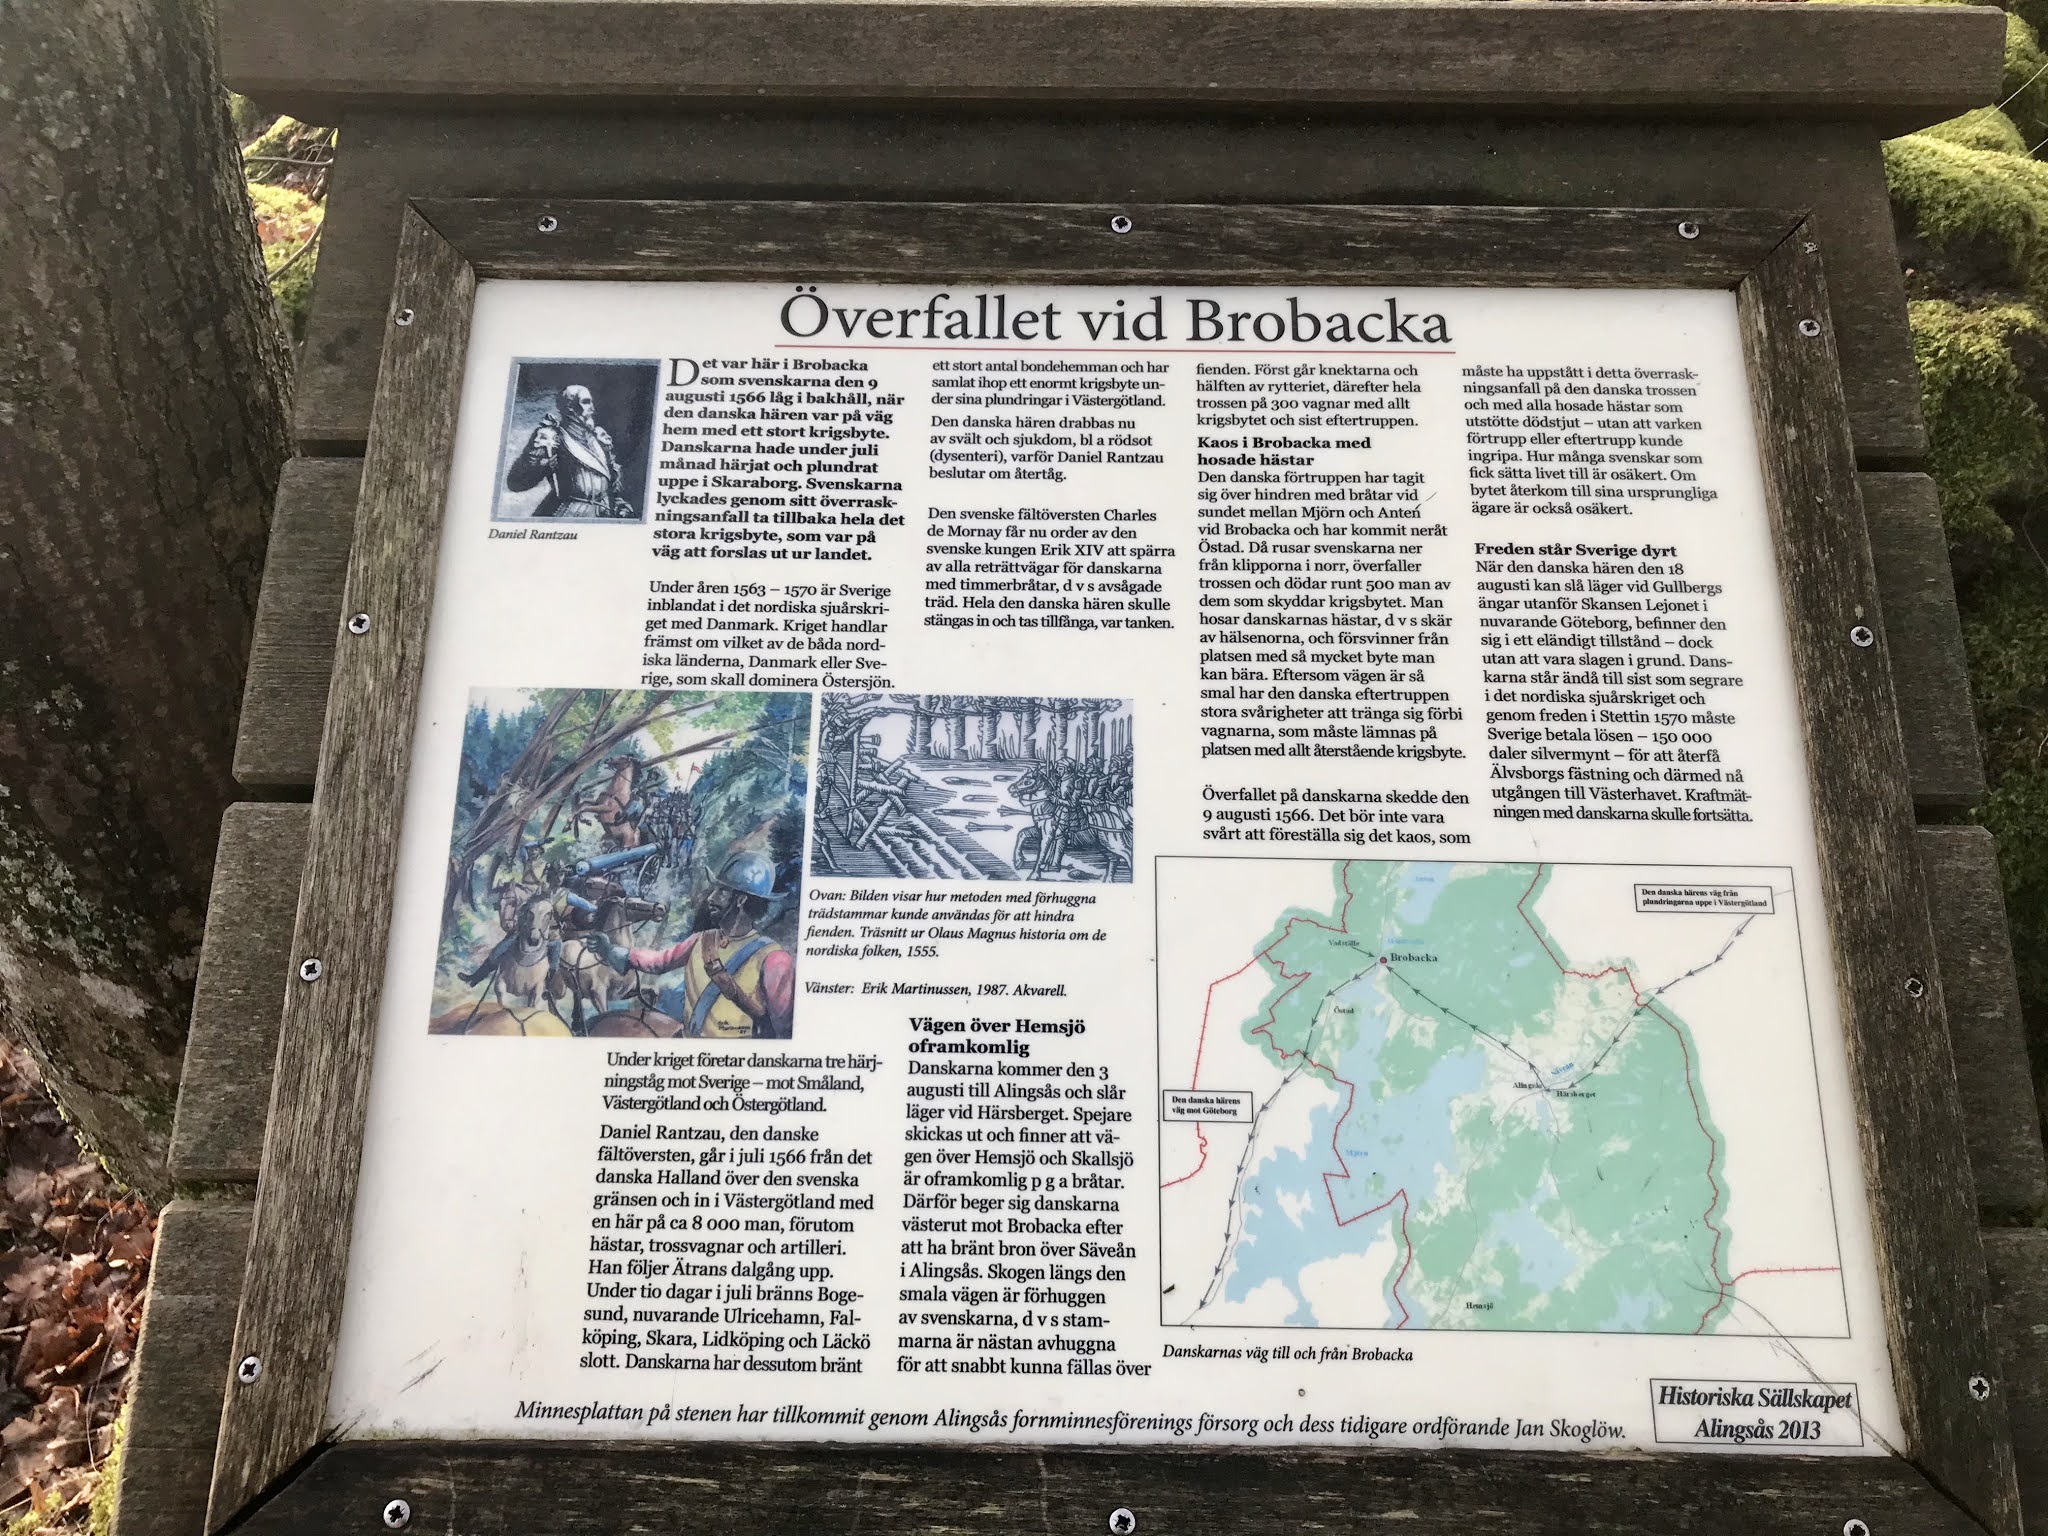 Överfallet vid Brobacka
Det var här i Brobacka
som svenskarna den 9
augusti 1566 låg i bakhåll, när
den danska hären var på väg
hem med ett stort krigsbyte.
Danskarna hade under juli
månad härjat och plundrat
uppe i Skaraborg. Svenskarna
lyckades genom sitt överrask-
ningsanfall ta tillbaka hela det
stora krigsbyte, som var på
väg att forslas ut ur landet.
Daniel Rantzau
Under åren 1563 – 1570 är Sverige
inblandat i det nordiska sjuårskri-
get med Danmark. Kriget handlar
främst om vilket av de båda nord-
iska länderna, Danmark eller Sve-
rige, som skall dominera Östersjön.
Under kriget företar danskarna tre härj-
ningståg mot Sverige – mot Småland,
Västergötland och Östergötland.
Daniel Rantzau, den danske
fältöversten, går i juli 1566 från det
danska Halland över den svenska
gränsen och in i Västergötland med
en här på ca 8 000 man, förutom
hästar, trossvagnar och artilleri.
Han följer Ätrans dalgång upp.
Under tio dagar i juli bränns Boge-
sund, nuvarande Ulricehamn, Fal-
köping, Skara, Lidköping och Läckö
slott. Danskarna har dessutom bränt
ett stort antal bondehemman och har
samlat ihop ett enormt krigsbyte un-
der sina plundringar i Västergötland.
Den danska hären drabbas nu
av svält och sjukdom, bl a rödsot
(dysenteri), varför Daniel Rantzau
beslutar om återtåg.
Den svenske fältöversten Charles
de Mornay får nu order av den
svenske kungen Erik XIV att spärra
av alla reträttvägar för danskarna
med timmerbråtar, d v s avsågade
träd. Hela den danska hären skulle
stängas in och tas tillfånga, var tanken.
Ovan: Bilden visar hur metoden med förhuggna
trädstammar kunde användas för att hindra
fienden. Träsnitt ur Olaus Magnus historia om de
nordiska folken, 1555.
Vänster: Erik Martinussen, 1987. Akvarell.
Vägen över Hemsjö
oframkomlig
Danskarna kommer den 3
augusti till Alingsås och slår
läger vid Härsberget. Spejare
skickas ut och finner att vä-
gen över Hemsjö och Skallsjö
är oframkomlig p g a bråtar.
Därför beger sig danskarna
västerut mot Brobacka efter
att ha bränt bron över Säveån
i Alingsås. Skogen längs den
smala vägen är förhuggen
av svenskarna, d v s stam-
marna är nästan avhuggna
för att snabbt kunna fällas över
fienden. Först går knektarna och
hälften av rytteriet, därefter hela
trossen på 300 vagnar med allt
krigsbytet och sist eftertruppen.
Kaos i Brobacka med
hosade hästar
Den danska förtruppen har tagit
sig över hindren med bråtar vid
sundet mellan Mjörn och Anten
vid Brobacka och har kommit neråt
Östad. Då rusar svenskarna ner
från klipporna i norr, överfaller
trossen och dödar runt 500 man av
dem som skyddar krigsbytet. Man
hosar danskarnas hästar, d v s skär
av hälsenorna, och försvinner från
platsen med så mycket byte man
kan bära. Eftersom vägen är så
smal har den danska eftertruppen
stora svårigheter att tränga sig förbi
vagnarna, som måste lämnas på
platsen med allt återstående krigsbyte.
Överfallet på danskarna skedde den
9 augusti 1566. Det bör inte vara
svårt att föreställa sig det kaos, som
måste ha uppstått i detta överrask-
ningsanfall på den danska trossen
och med alla hosade hästar som
utstötte dödstjut – utan att varken
förtrupp eller eftertrupp kunde
ingripa. Hur många svenskar som
fick sätta livet till är osäkert. Om
bytet återkom till sina ursprungliga
ägare är också osäkert.
Freden står Sverige dyrt
När den danska hären den 18
augusti kan slå läger vid Gullbergs
ängar utanför Skansen Lejonet i
nuvarande Göteborg, befinner den
sig i ett eländigt tillstånd – dock
utan att vara slagen i grund. Dans-
karna står ändå till sist som segrare
i det nordiska sjuårskriget och
genom freden i Stettin 1570 måste
Sverige betala lösen – 150 000
daler silvermynt – för att återfå
Älvsborgs fästning och därmed nå
utgången till Västerhavet. Kraftmät-
ningen med danskarna skulle fortsätta.
Den danska härens väg från
plundringarna uppe i Västergötland
Anten
Vadställe
Brobacka
Östad
Säveån
Alingsås
Härsberget
Den danska härens
väg mot Göteborg
Mjörn
Hemsjö
Danskarnas väg till och från Brobacka
Historiska Sällskapet
Alingsås 2013
Minnesplattan på stenen har tillkommit genom Alingsås fornminnesförenings försorg och dess tidigare ordförande Jan Skoglöw.